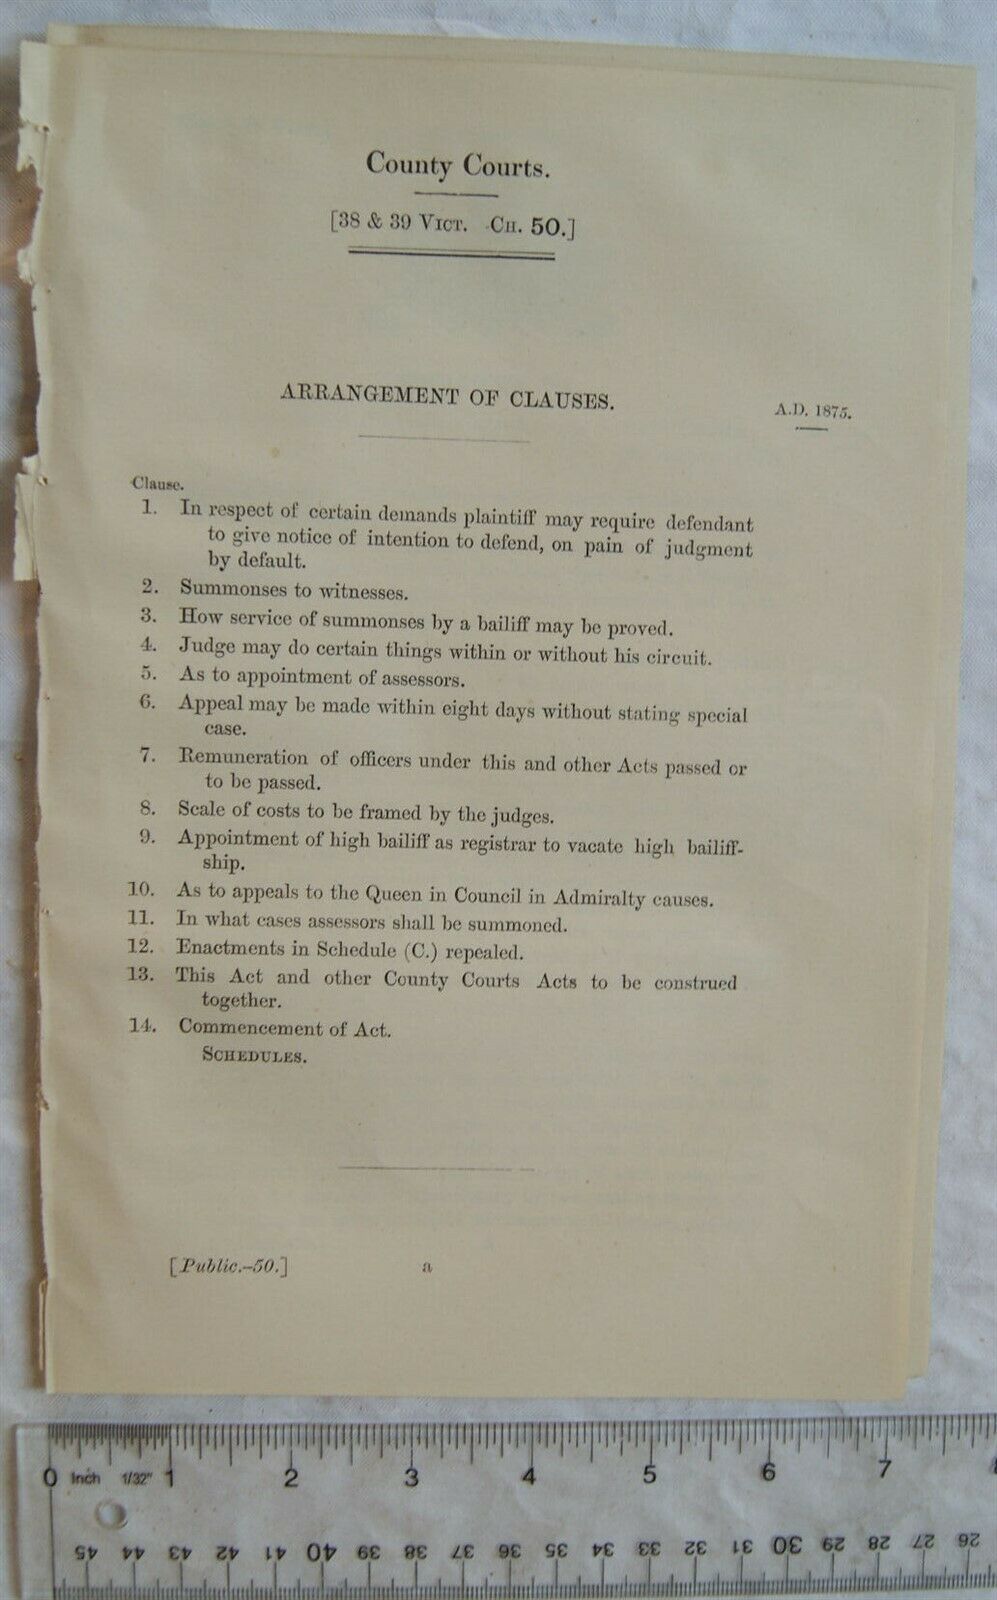 County Courts.
[38 & 39 VICT. CH. 50.]
ARRANGEMENT OF CLAUSES.
A.D. 1875.
Clause.
1. In respect of certain demands plaintiff may require defendant
to give notice of intention to defend, on pain of judgment
by default.
2. Summonses to witnesses.
3. How service of summonses by a bailiff may be proved.
4. Judge may do certain things within or without his circuit.
5. As to appointment of assessors.
6. Appeal may be made within eight days without stating special
case.
7. Remuneration of officers under this and other Acts passed or
to be passed.
8. Scale of costs to be framed by the judges.
9. Appointment of high bailiff as registrar to vacate high bailiff-
ship.
10. As to appeals to the Queen in Council in Admiralty causes.
11. In what cases assessors shall be summoned.
12. Enactments in Schedule (C.) repealed.
13. This Act and other County Courts Acts to be construed
together.
14. Commencement of Act.
SCHEDULES.
[Public.-50.] a
0 Inch 1/32" 1 2 3 4 5 6 7
45 44 43 42 41 40 39 38 37 36 35 34 33 32 31 30 29 28 27 26